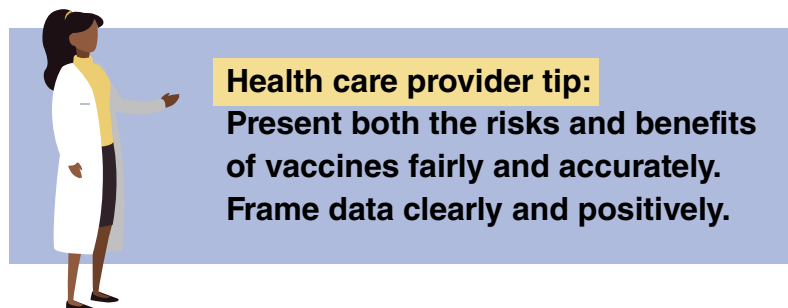 Health care provider tip:
Present both the risks and benefits
of vaccines fairly and accurately.
Frame data clearly and positively.